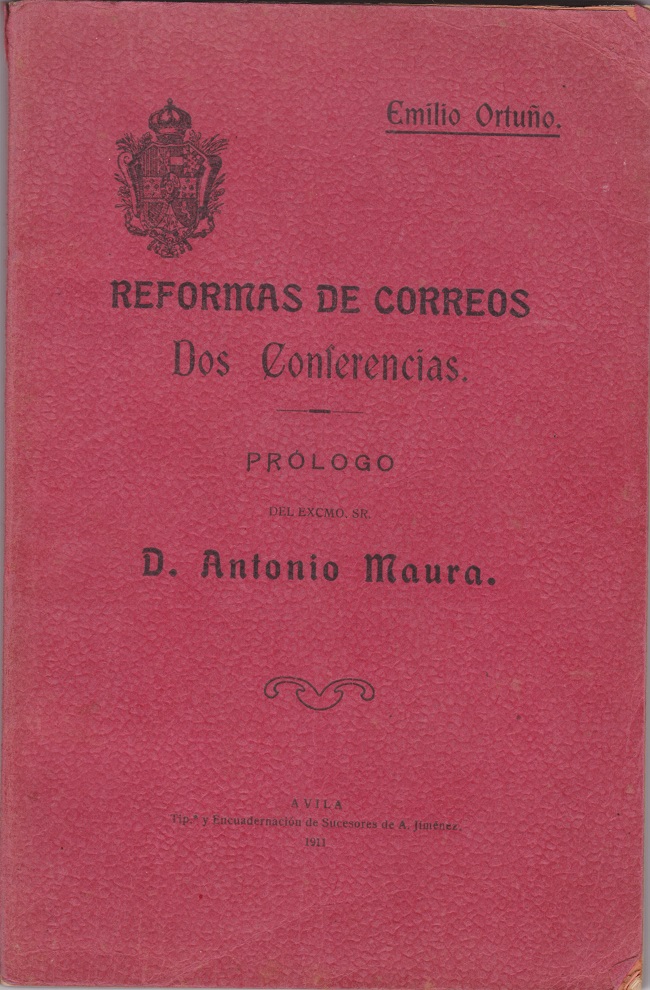 Emilio Ortuño.
REFORMAS DE CORREOS
Dos Conferencias.
PRÓLOGO
DEL EXCMO. SR.
D. Antonio Maura.
AVILA
Tip.ª y Encuadernación de Sucesores de A. Jiménez.
1911